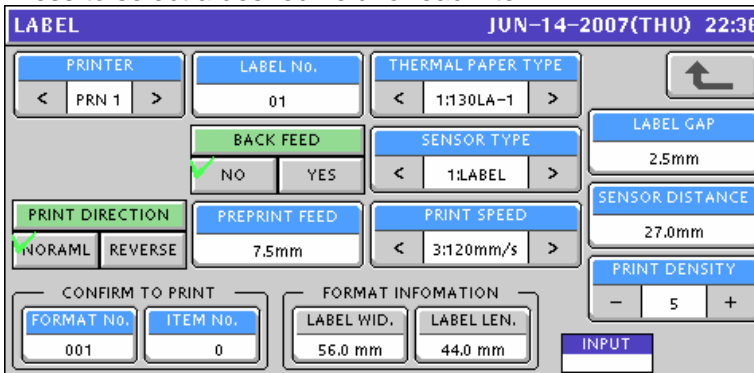 LABEL JUN-14-2007(THU) 22:36
PRINTER LABEL No. THERMAL PAPER TYPE
< PRN 1 > 01 < 1:130LA-1 >
LABEL GAP
BACK FEED SENSOR TYPE
2.5mm
NO YES < 1:LABEL >
SENSOR DISTANCE
PRINT DIRECTION PREPRINT FEED PRINT SPEED
27.0mm
NORAML REVERSE 7.5mm < 3:120mm/s >
PRINT DENSITY
CONFIRM TO PRINT FORMAT INFOMATION
- 5 +
FORMAT No. ITEM No. LABEL WID. LABEL LEN.
INPUT
001 0 56.0 mm 44.0 mm